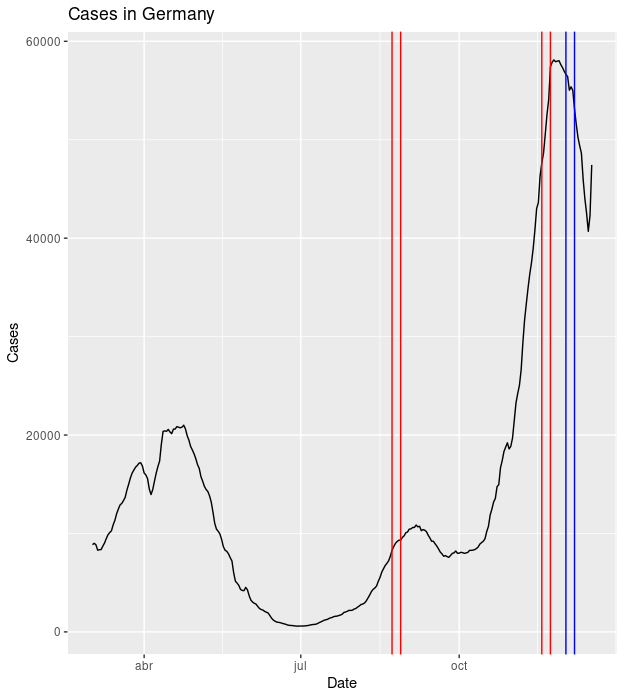 Cases in Germany
60000
40000
20000
0
Cases
abr
jul
oct
Date